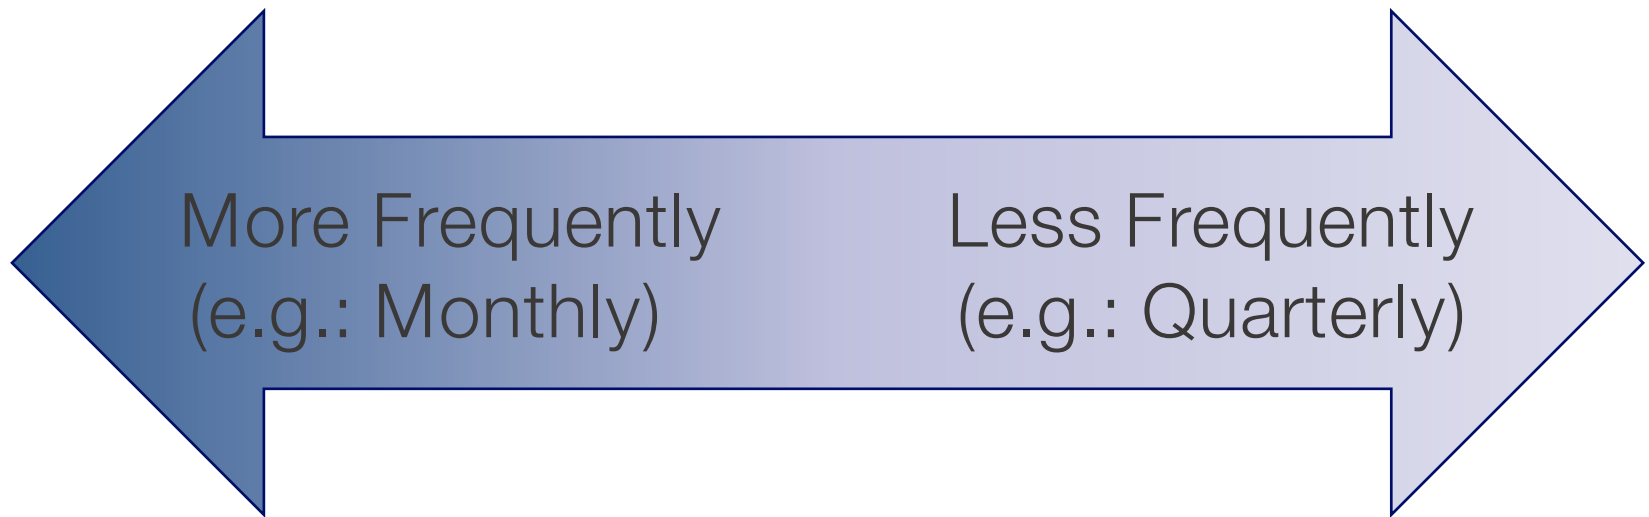 More Frequently
(e.g.: Monthly)
Less Frequently
(e.g.: Quarterly)